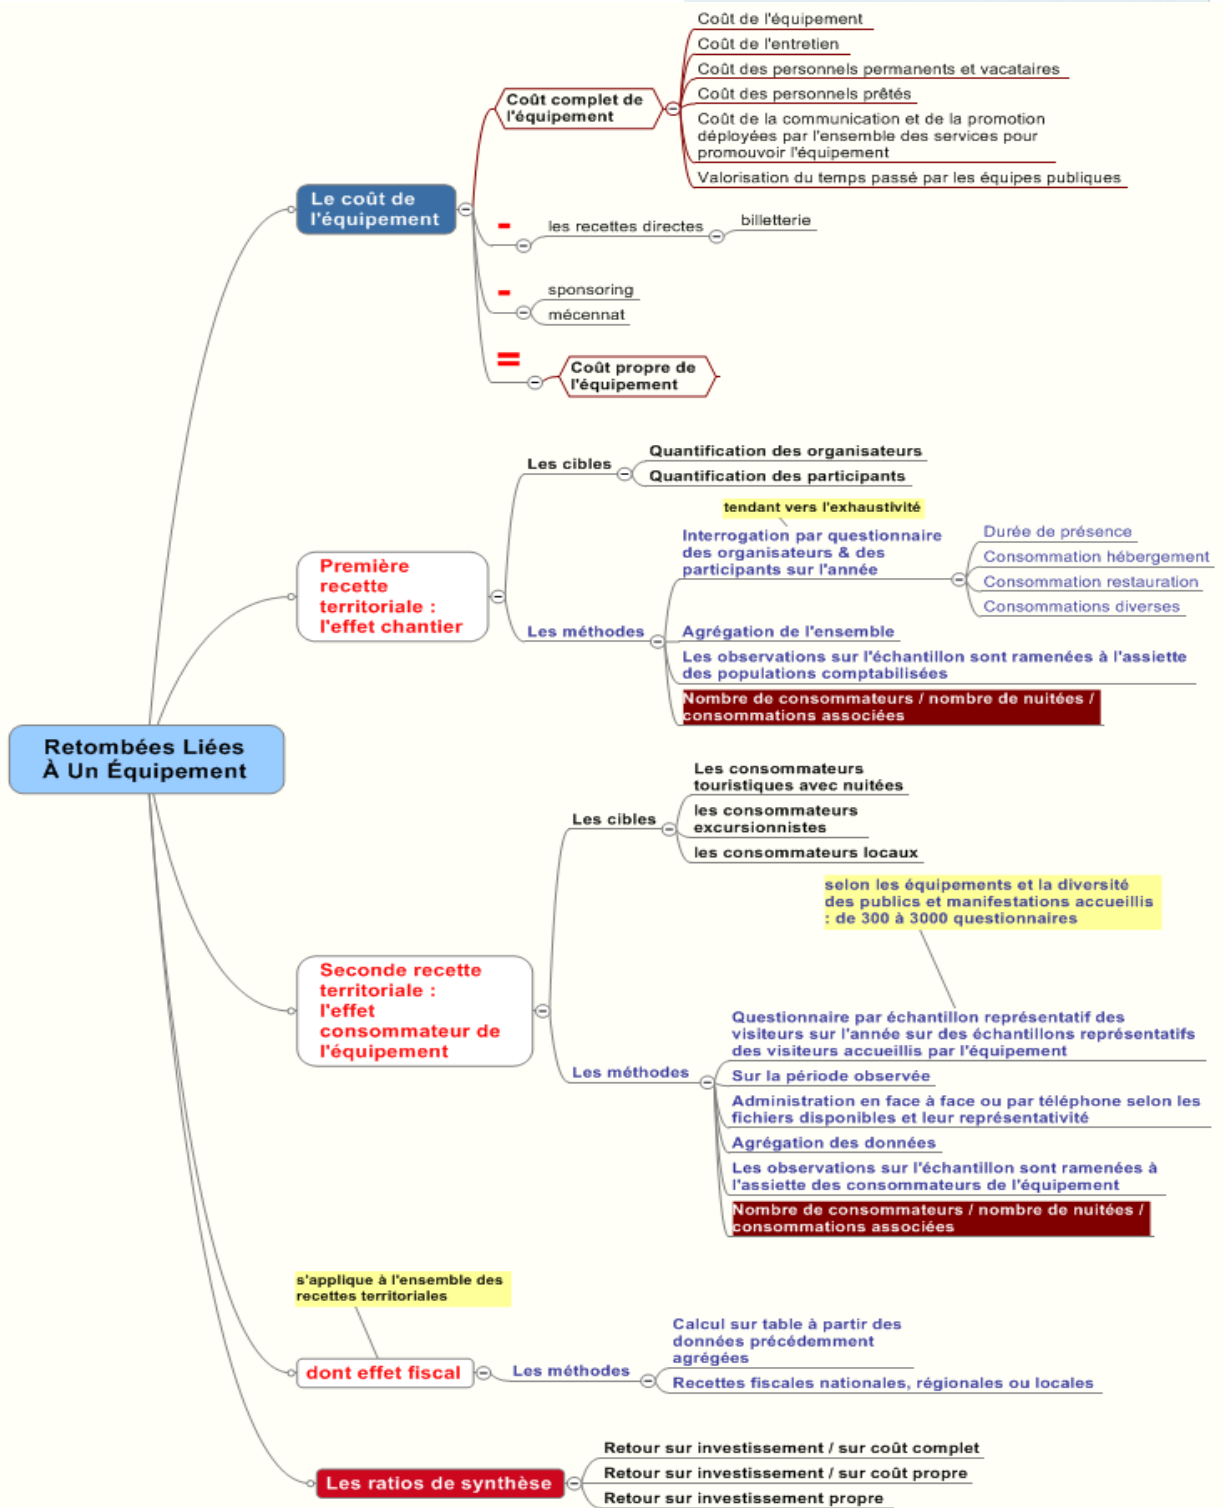 Coût de l'équipement
Coût de l'entretien
Coût des personnels permanents et vacataires
Coût des personnels prêtés
Coût de la communication et de la promotion
déployées par l'ensemble des services pour
promouvoir l'équipement
Valorisation du temps passé par les équipes publiques
Coût complet de
l'équipement
Le coût de
l'équipement
-
les recettes directes
billetterie
-
sponsoring
mécennat
=
Coût propre de
l'équipement
Les cibles
Quantification des organisateurs
Quantification des participants
tendant vers l'exhaustivité
Interrogation par questionnaire
des organisateurs & des
participants sur l'année
Durée de présence
Consommation hébergement
Consommation restauration
Consommations diverses
Première
recette
territoriale :
l'effet chantier
Les méthodes
Agrégation de l'ensemble
Les observations sur l'échantillon sont ramenées à l'assiette
des populations comptabilisées
Nombre de consommateurs / nombre de nuitées /
consommations associées
Retombées Liées
À Un Équipement
Les consommateurs
touristiques avec nuitées
les consommateurs
excursionnistes
les consommateurs locaux
Les cibles
selon les équipements et la diversité
des publics et manifestations accueillis
: de 300 à 3000 questionnaires
Seconde recette
territoriale :
l'effet
consommateur de
l'équipement
Les méthodes
Questionnaire par échantillon représentatif des
visiteurs sur l'année sur des échantillons représentatifs
des visiteurs accueillis par l'équipement
Sur la période observée
Administration en face à face ou par téléphone selon les
fichiers disponibles et leur représentativité
Agrégation des données
Les observations sur l'échantillon sont ramenées à
l'assiette des consommateurs de l'équipement
Nombre de consommateurs / nombre de nuitées /
consommations associées
s'applique à l'ensemble des
recettes territoriales
dont effet fiscal
Les méthodes
Calcul sur table à partir des
données précédemment
agrégées
Recettes fiscales nationales, régionales ou locales
Les ratios de synthèse
Retour sur investissement / sur coût complet
Retour sur investissement / sur coût propre
Retour sur investissement propre